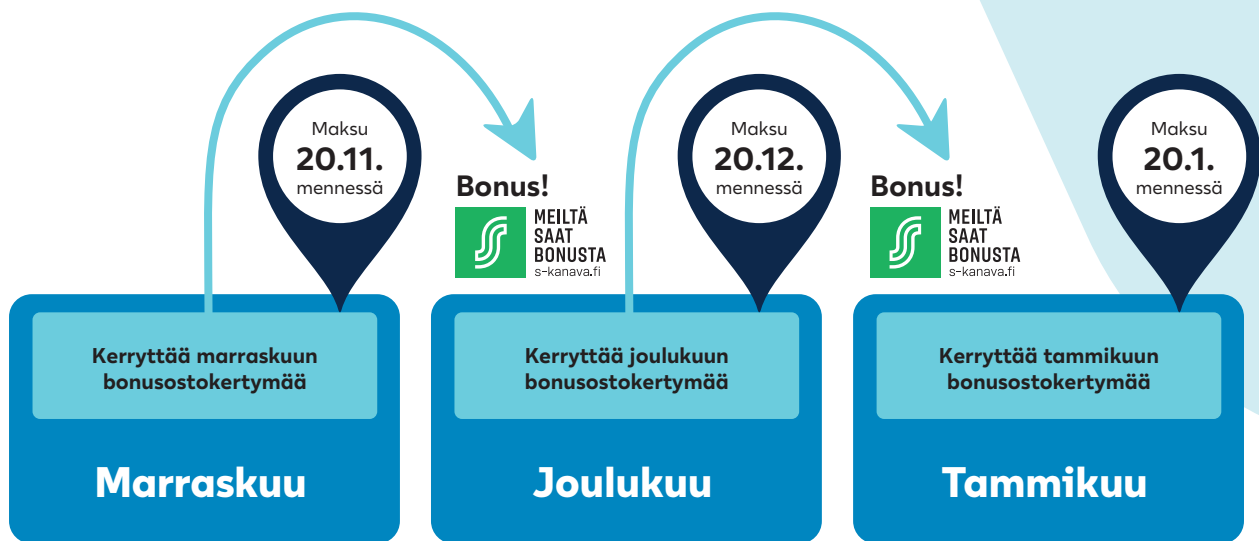 Maksu
20.11.
mennessä
Bonus!
MEILTÄ
SAAT
BONUSTA
s-kanava.fi
Maksu
20.12.
mennessä
Bonus!
MEILTÄ
SAAT
BONUSTA
s-kanava.fi
Maksu
20.1.
mennessä
Kerryttää marraskuun
bonusostokertymää
Marraskuu
Kerryttää joulukuun
bonusostokertymää
Joulukuu
Kerryttää tammikuun
bonusostokertymää
Tammikuu